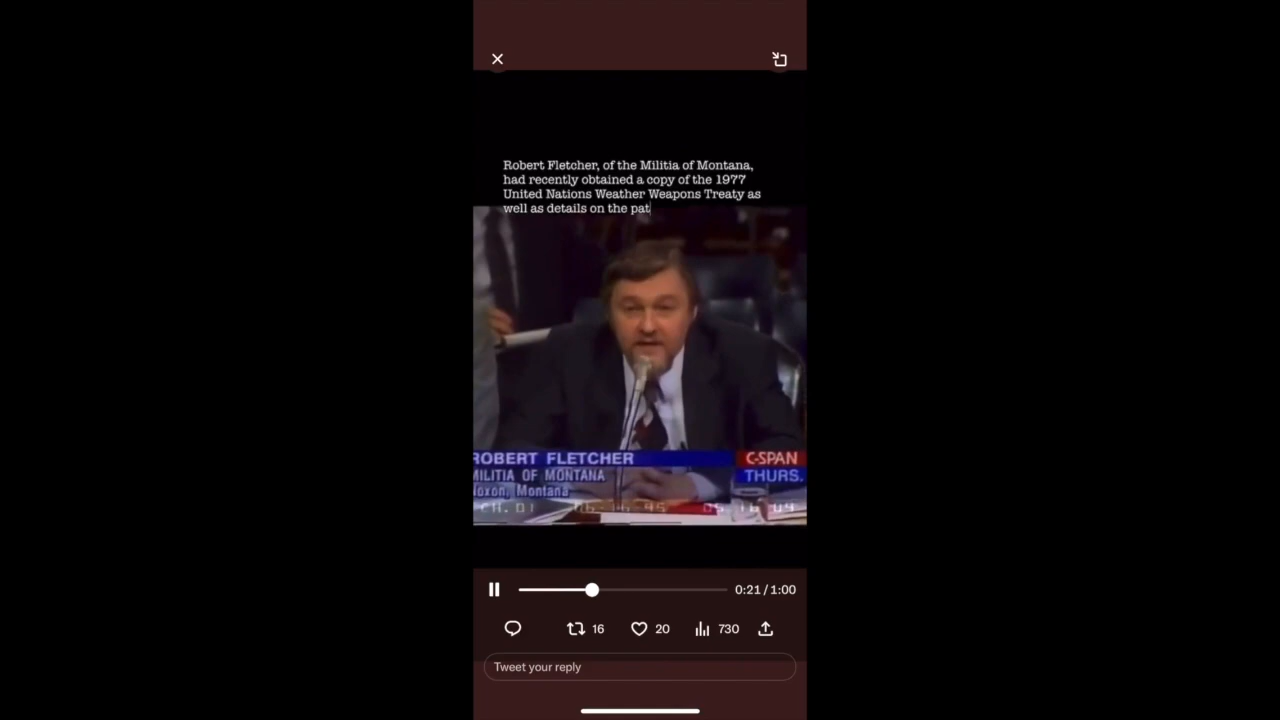 Robert Fletcher, of the Militia of Montana,
had recently obtained a copy of the 1977
United Nations Weather Weapons Treaty as
well as details on the pat
ROBERT FLETCHER
C-SPAN
MILITIA OF MONTANA
THURS.
Noxon, Montana
CH. 01
0:21 / 1:00
16
20
730
Tweet your reply